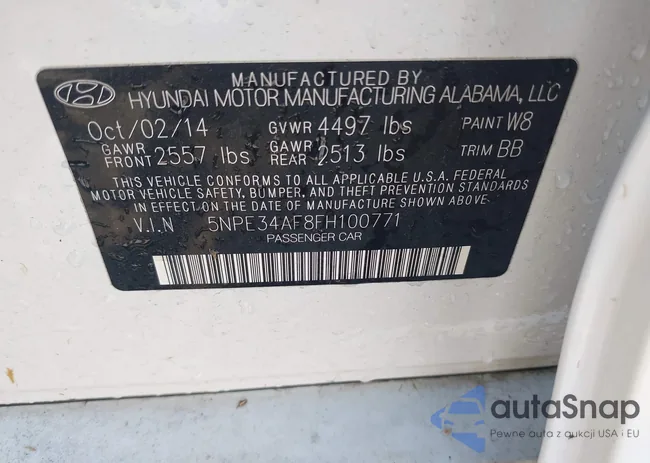 MANUFACTURED BY
HYUNDAI MOTOR MANUFACTURING ALABAMA, LLC
Oct/02/14 GVWR 4497 lbs PAINT W8
GAWR FRONT 2557 lbs GAWR REAR 2513 lbs TRIM BB
THIS VEHICLE CONFORMS TO ALL APPLICABLE U.S.A. FEDERAL
MOTOR VEHICLE SAFETY, BUMPER, AND THEFT PREVENTION STANDARDS
IN EFFECT ON THE DATE OF MANUFACTURE SHOWN ABOVE.
V.I.N 5NPE34AF8FH100771
PASSENGER CAR
autaSnap
Pewne auta z aukcji USA i EU